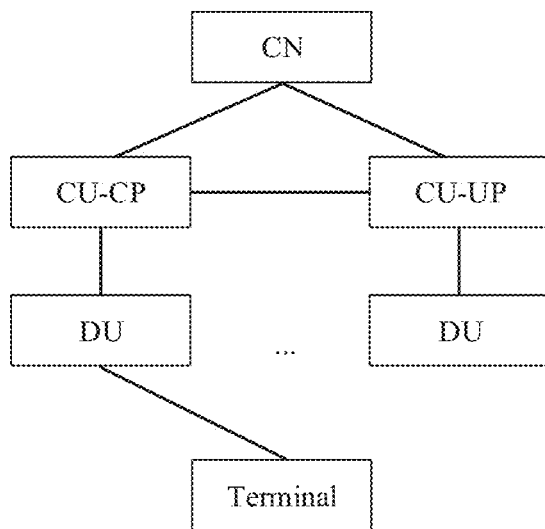 CN
CU-CP
CU-UP
DU
...
DU
Terminal